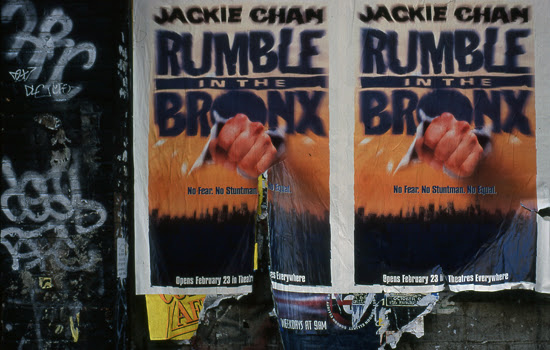 JACKIE CHAN
RUMBLE
IN THE
BRONX
No Fear. No Stuntman. Equal.
Opens February 23 in Theatres Everywhere
JACKIE CHAN
RUMBLE
IN THE
BRONX
No Fear. No Stuntman. No Equal.
Opens February 23 in Theatres Everywhere
WEEKDAYS AT 9AM